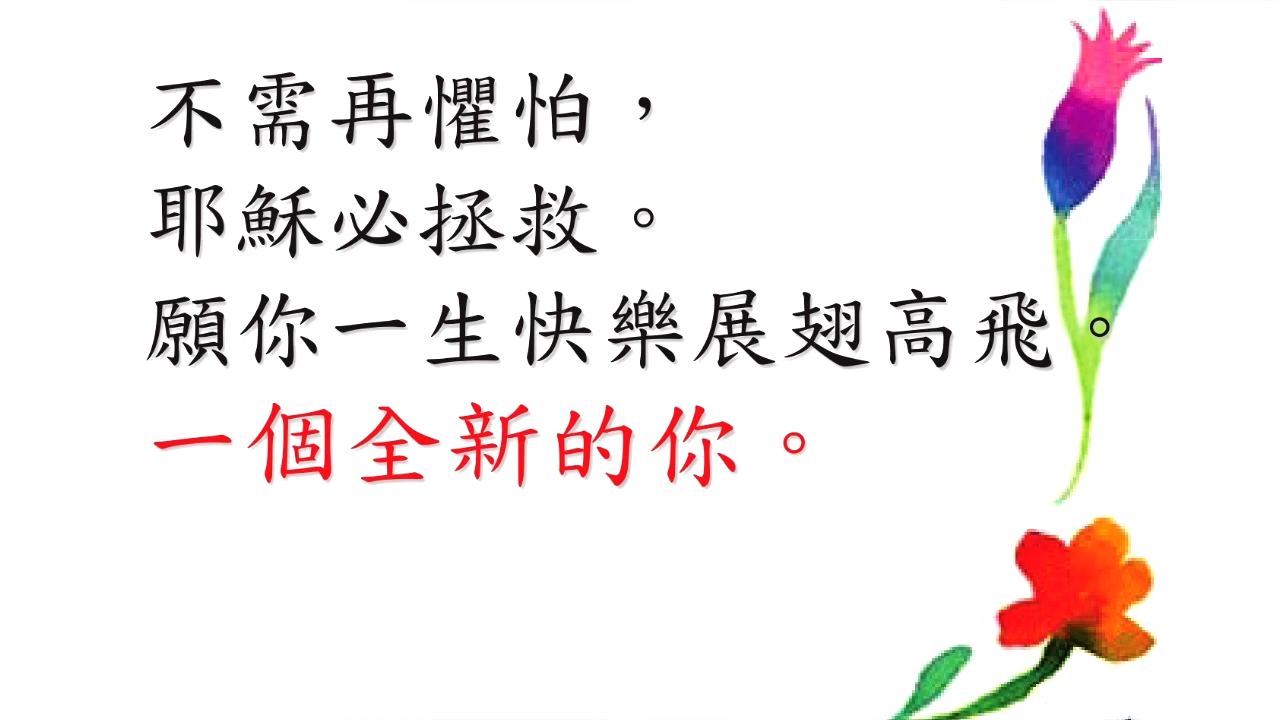 不需再懼怕，
耶穌必拯救。
願你一生快樂展翅高飛。
一個全新的你。